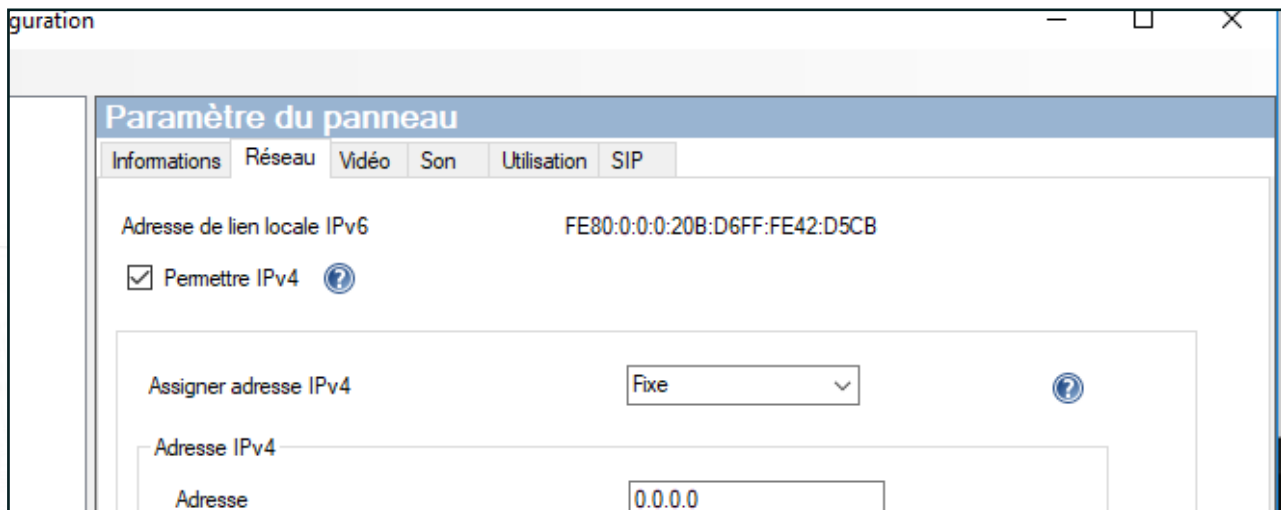 guration
Paramètre du panneau
Informations Réseau Vidéo Son Utilisation SIP
Adresse de lien locale IPv6 FE80:0:0:0:20B:D6FF:FE42:D5CB
Permettre IPv4
Assigner adresse IPv4 Fixe
Adresse IPv4
Adresse 0.0.0.0